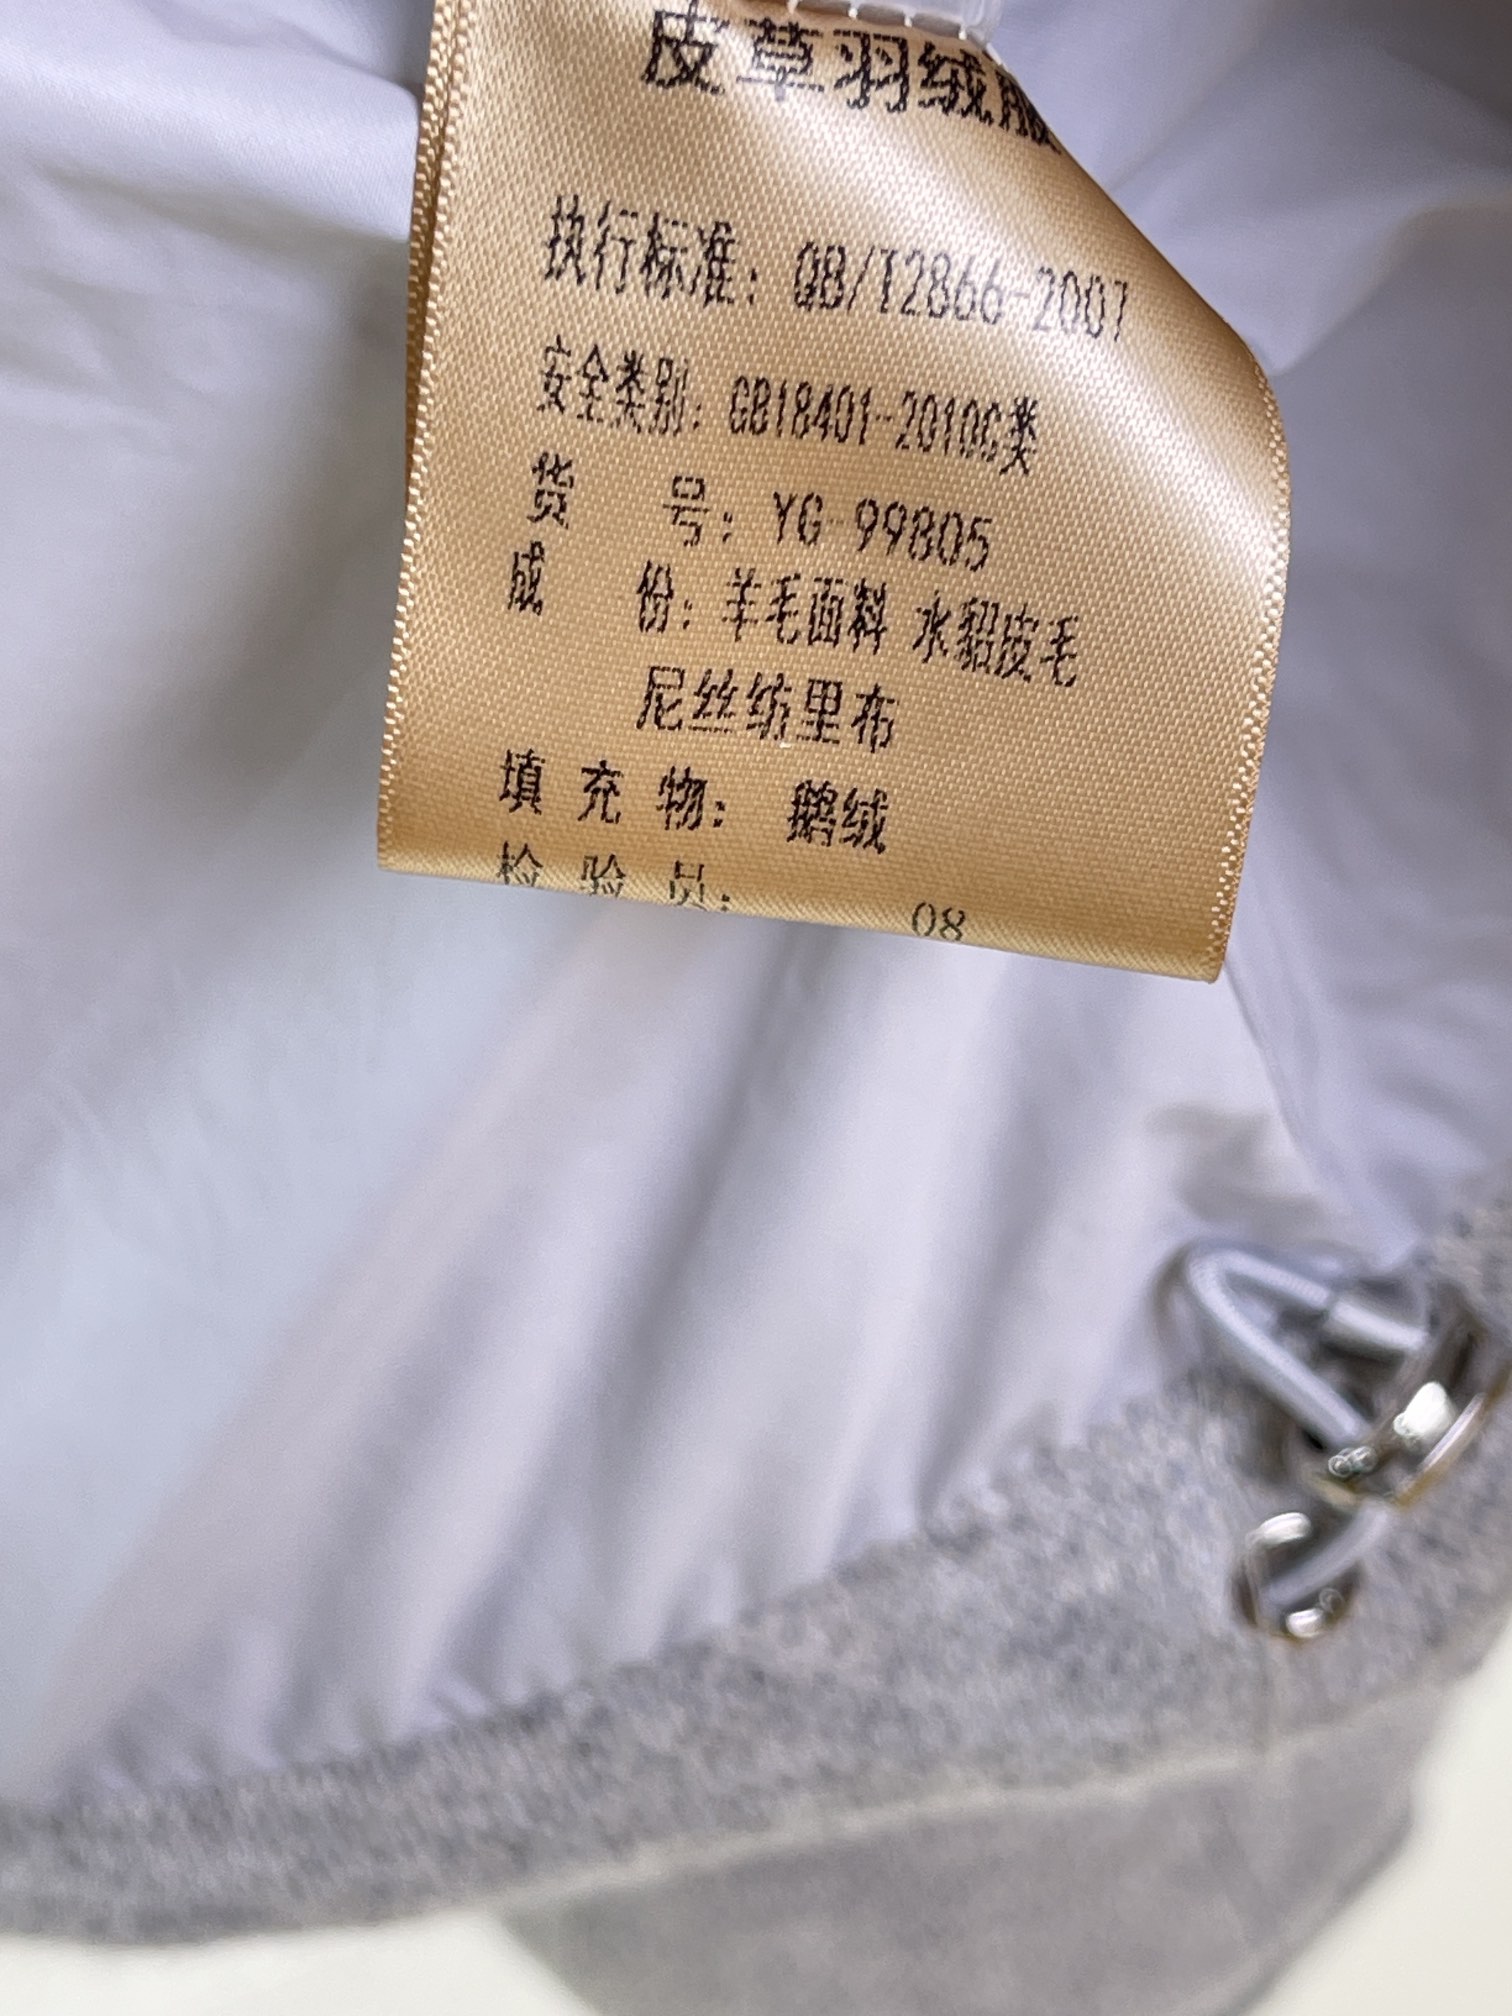 皮草羽绒服
执行标准：QB/T2866-2007
安全类别：GB18401-2010C类
货 号：YG-99805
成 份：羊毛面料 水貂皮毛
尼丝纺里布
填充物：鹅绒
检验员： 08